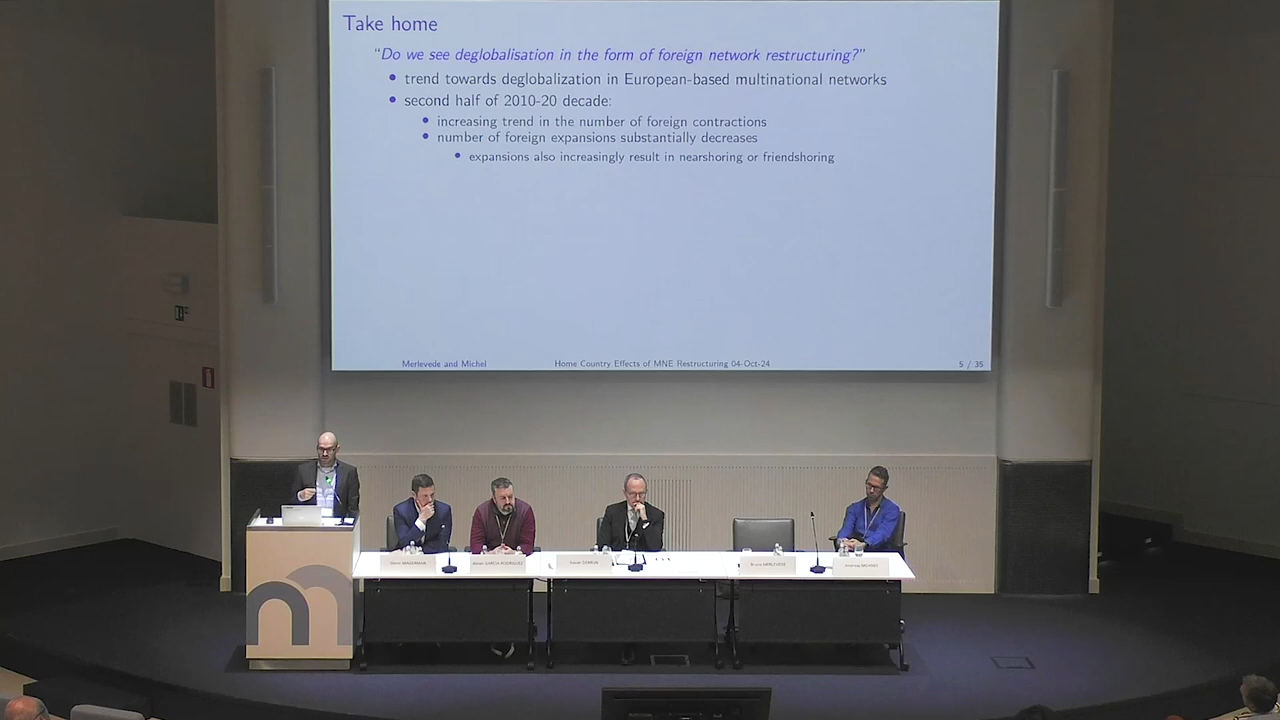 Take home
“Do we see deglobalisation in the form of foreign network restructuring?”
• trend towards deglobalization in European-based multinational networks
• second half of 2010-20 decade:
• increasing trend in the number of foreign contractions
• number of foreign expansions substantially decreases
• expansions also increasingly result in nearshoring or friendshoring
Merlevede and Michel Home Country Effects of MNE Restructuring 04-Oct-24 5 / 35
Bruno MERLEVEDE